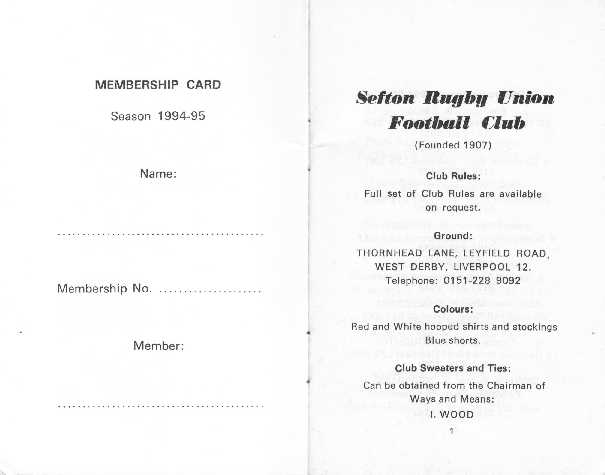 MEMBERSHIP CARD
Season 1994-95
Name:
........................................
Membership No. .....................
Member:
........................................
Sefton Rugby Union
Football Club
(Founded 1907)
Club Rules:
Full set of Club Rules are available
on request.
Ground:
THORNHEAD LANE, LEYFIELD ROAD,
WEST DERBY, LIVERPOOL 12.
Telephone: 0151-228 9092
Colours:
Red and White hooped shirts and stockings
Blue shorts.
Club Sweaters and Ties:
Can be obtained from the Chairman of
Ways and Means:
I. WOOD
1